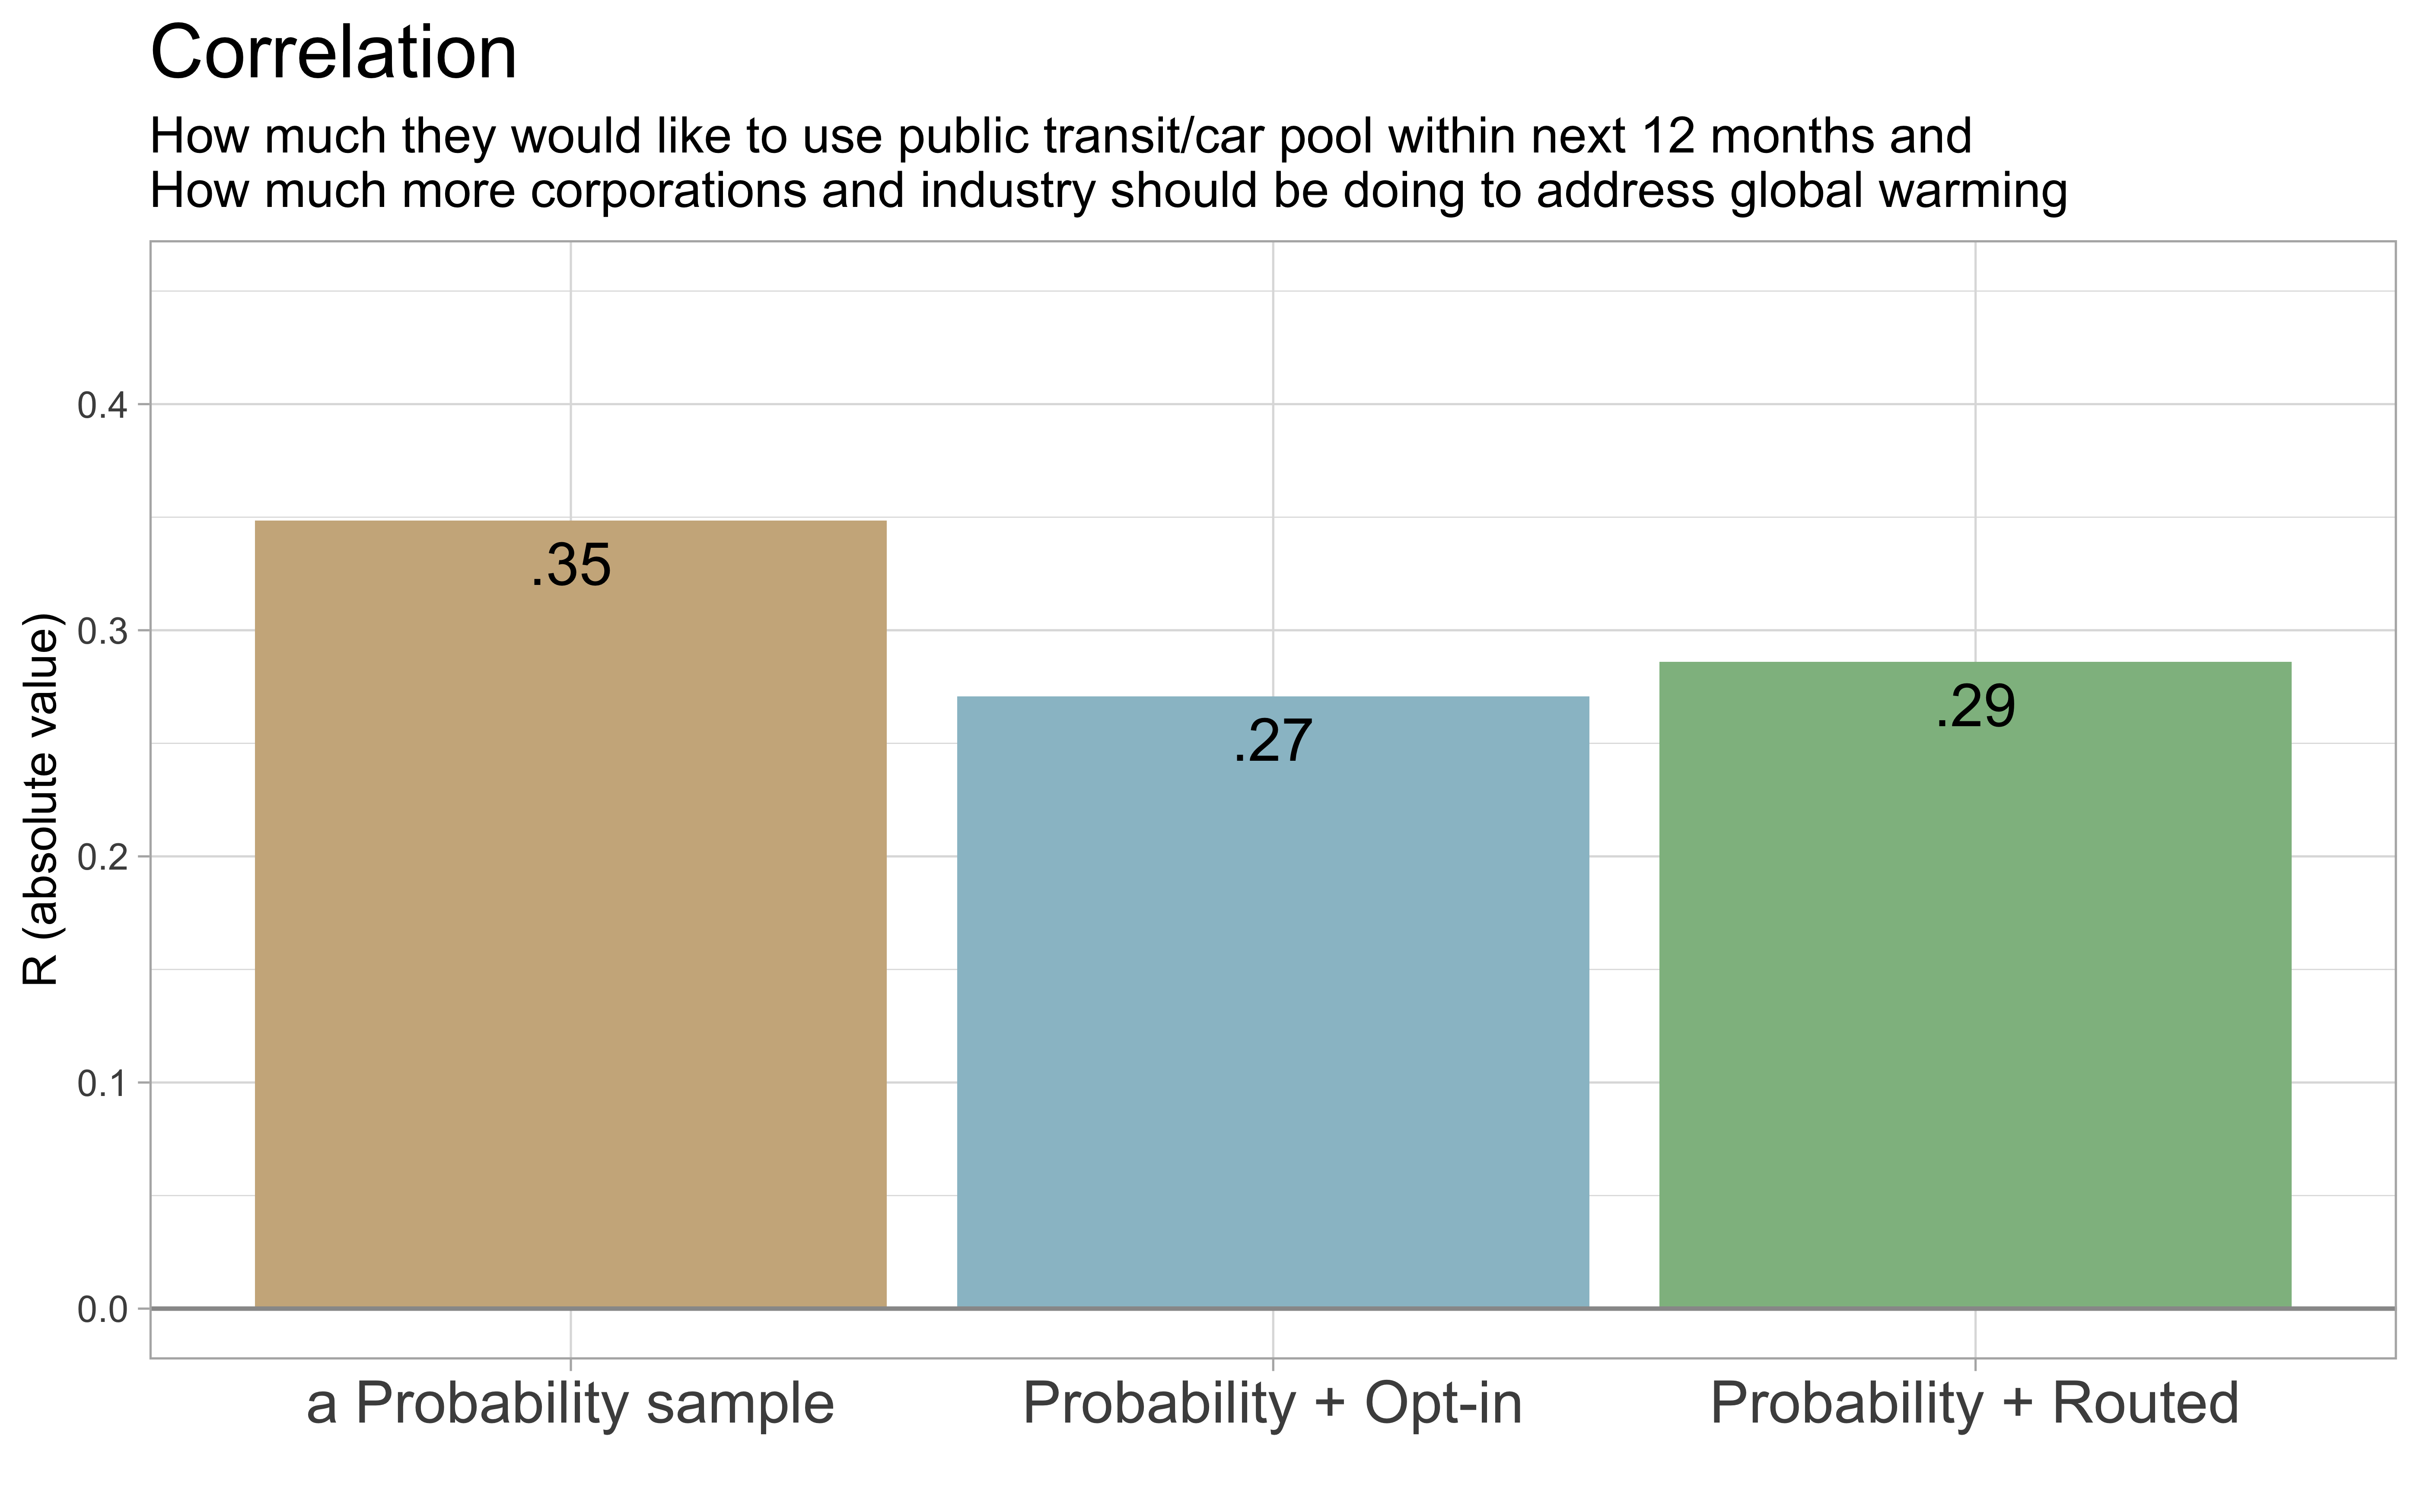 Correlation
How much they would like to use public transit/car pool within next 12 months and
How much more corporations and industry should be doing to address global warming
R (absolute value)
0.4
0.3
0.2
0.1
0.0
.35
.27
.29
a Probability sample
Probability + Opt-in
Probability + Routed